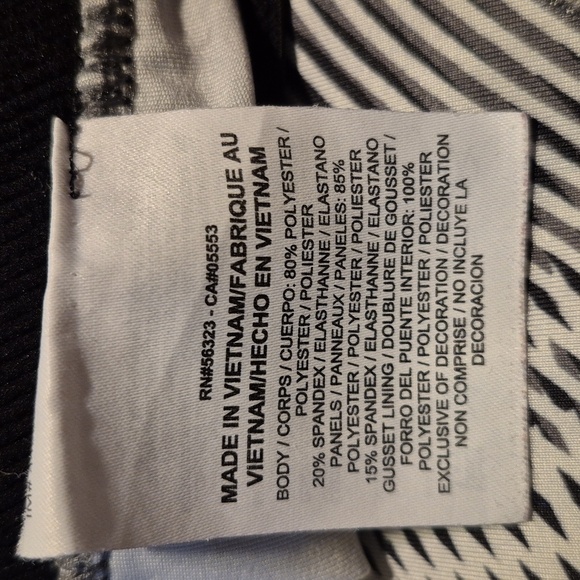 RN#56323 - CA#05553
MADE IN VIETNAM/FABRIQUE AU
VIETNAM/HECHO EN VIETNAM
BODY / CORPS / CUERPO: 80% POLYESTER /
POLYESTER / POLIESTER
20% SPANDEX / ELASTHANNE / ELASTANO
PANELS / PANNEAUX / PANELES: 85%
POLYESTER / POLYESTER / POLIESTER
15% SPANDEX / ELASTHANNE / ELASTANO
GUSSET LINING / DOUBLURE DE GOUSSET /
FORRO DEL PUENTE INTERIOR: 100%
POLYESTER / POLYESTER / POLIESTER
EXCLUSIVE OF DECORATION / DECORATION
NON COMPRISE / NO INCLUYE LA
DECORACION